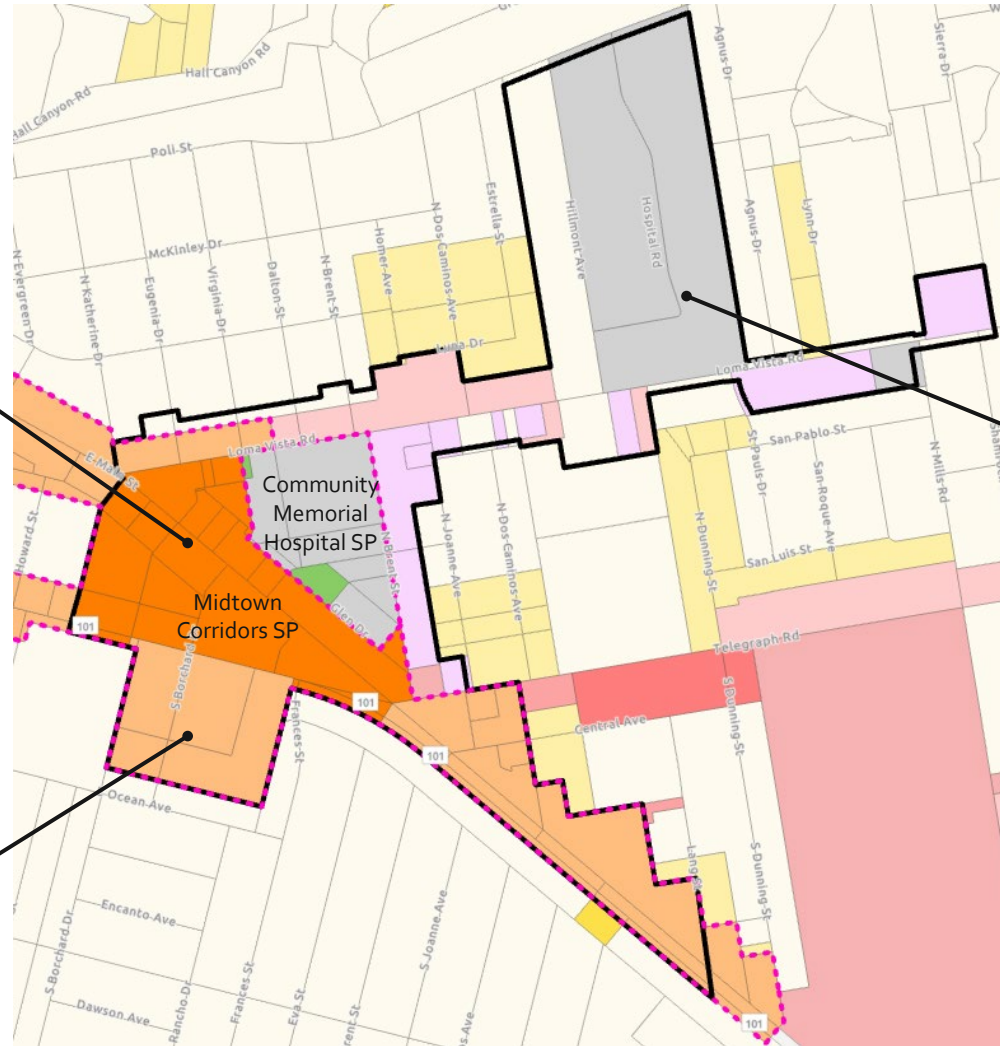 Hall Canyon Rd
Hall Canyon Rd
Poli St
Agnus Dr
Sierra Dr
Estrella St
N Dos Caminos Ave
Hillmont Ave
Hospital Rd
Agnus Dr
Lynn Dr
McKinley Dr
N Evergreen Dr
N Katherine Dr
Eugenia Dr
Virginia Dr
Dalton St
N Brent St
Homer Ave
Luna Dr
Loma Vista Rd
Loma Vista Rd
E Main St
Howard St
Community
Memorial
Hospital SP
N Brent St
N Joanne Ave
N Dos Caminos Ave
San Pablo St
St Pauls Dr
San Roque Ave
N Mills Rd
N Dunning St
San Luis St
Midtown
Corridors SP
Glen Dr
101
S Borchard Dr
Telegraph Rd
101
Frances St
101
Central Ave
S Dunning St
Ocean Ave
Lang St
S Dunning St
Encanto Ave
S Borchard Dr
S Joanne Ave
Dawson Ave
Rancho Dr
Frances St
Eva St
101